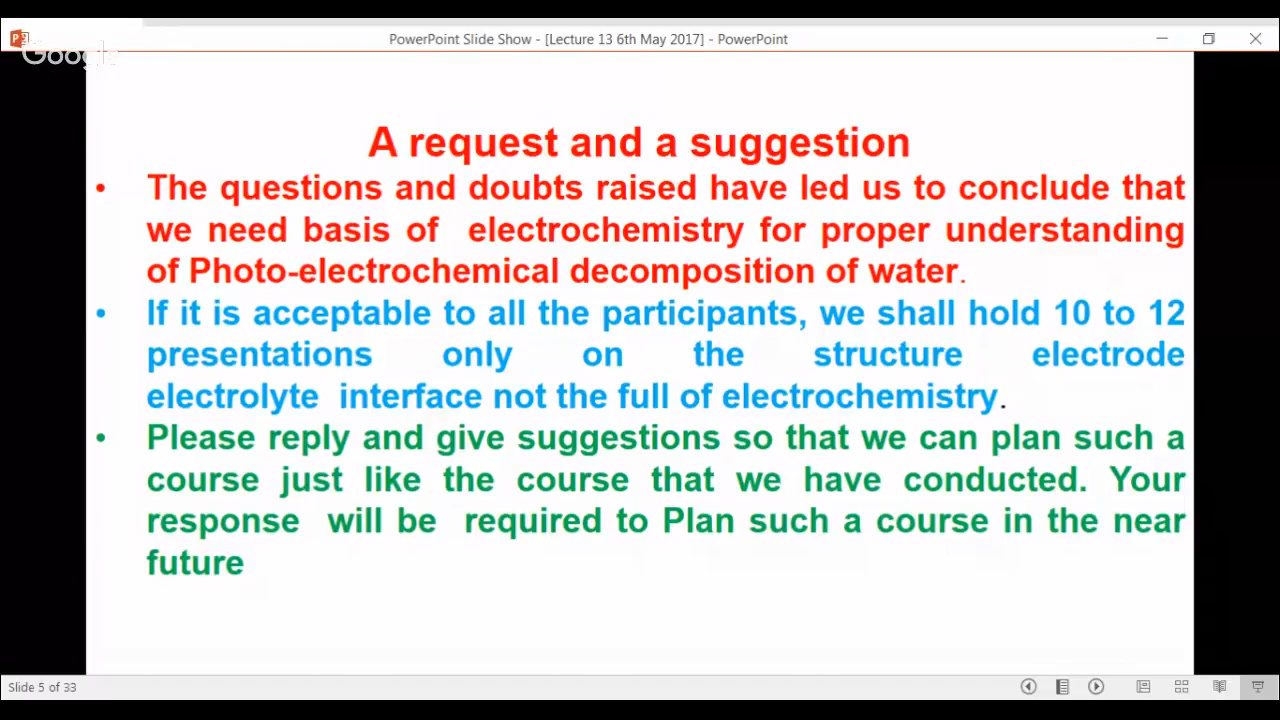 PowerPoint Slide Show - [Lecture 13 6th May 2017] - PowerPoint
Google
A request and a suggestion
• The questions and doubts raised have led us to conclude that
we need basis of electrochemistry for proper understanding
of Photo-electrochemical decomposition of water.
• If it is acceptable to all the participants, we shall hold 10 to 12
presentations only on the structure electrode
electrolyte interface not the full of electrochemistry.
• Please reply and give suggestions so that we can plan such a
course just like the course that we have conducted. Your
response will be required to Plan such a course in the near
future
Slide 5 of 33